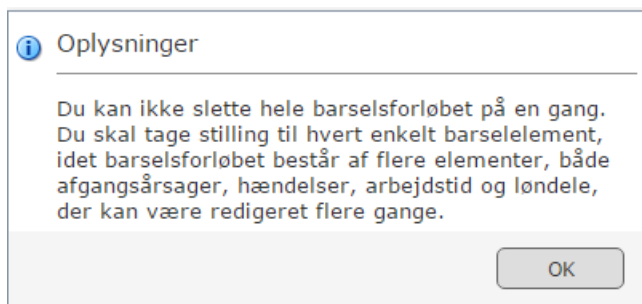 Oplysninger
Du kan ikke slette hele barselsforløbet på en gang.
Du skal tage stilling til hvert enkelt barselelement,
idet barselsforløbet består af flere elementer, både
afgangsårsager, hændelser, arbejdstid og løndele,
der kan være redigeret flere gange.
OK